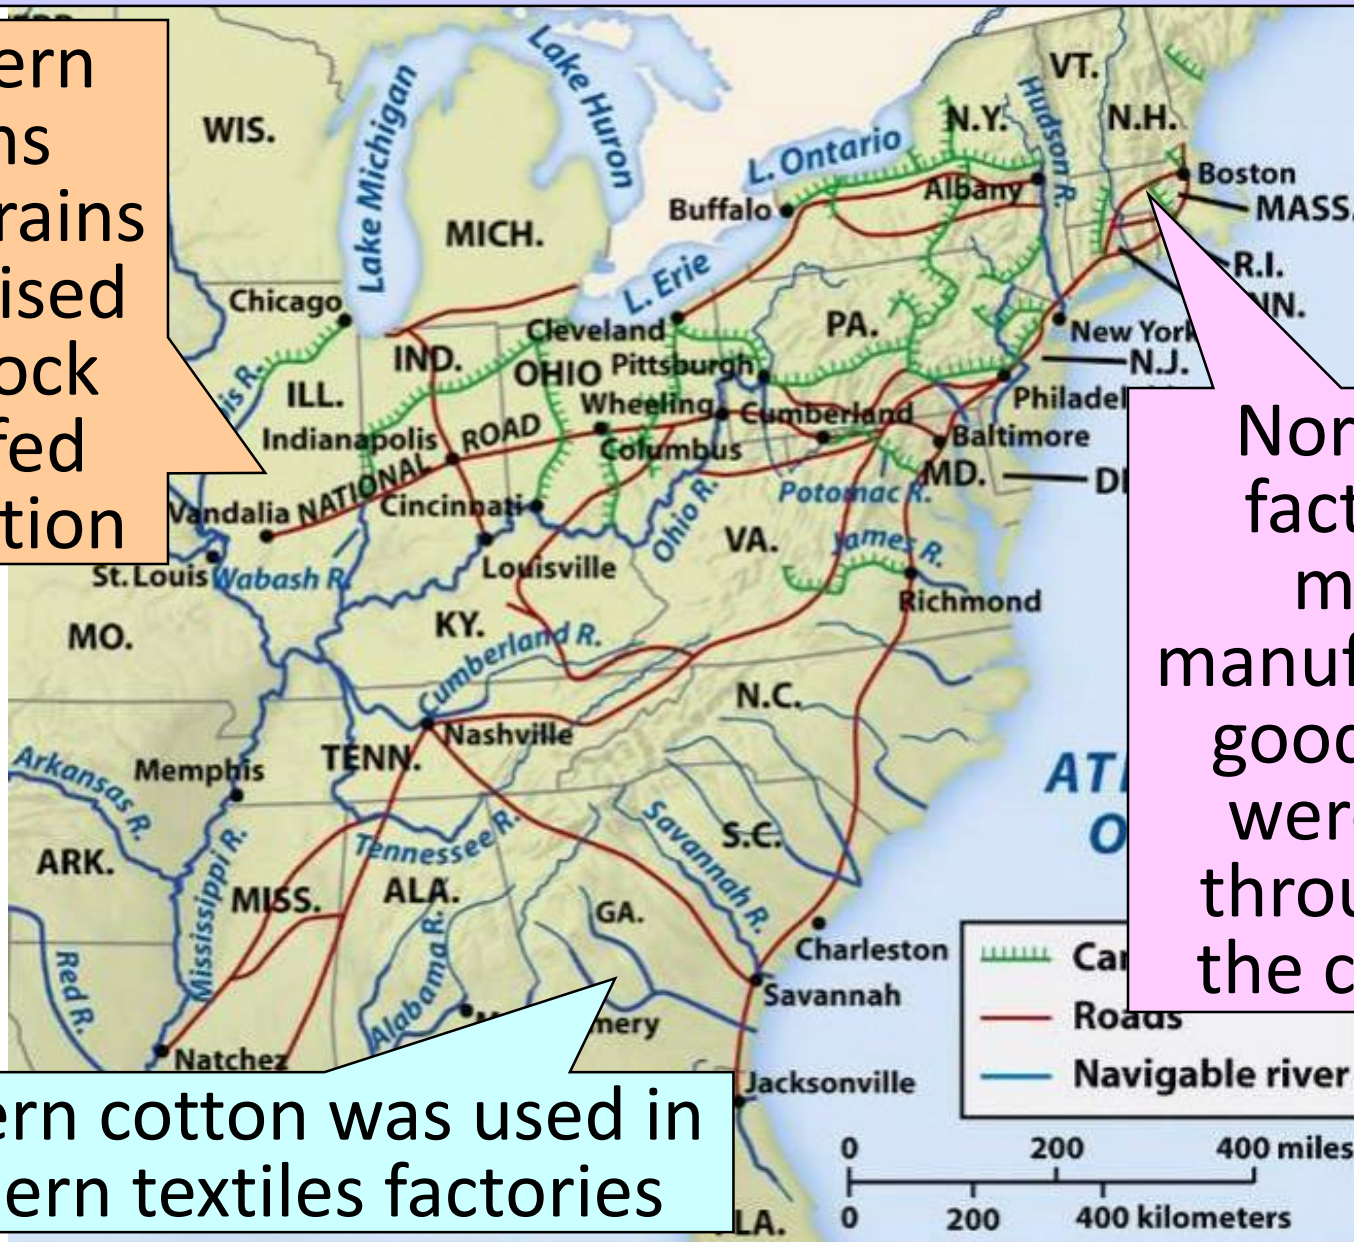 ern
ns
rains
ised
ock
fed
tion
WIS.
Lake Michigan
Lake Huron
MICH.
L. Ontario
L. Erie
Buffalo
N.Y.
Albany
Hudson R.
VT.
N.H.
Boston
MASS.
R.I.
NN.
New York
N.J.
Philadel
PA.
Chicago
IND.
ILL.
is R.
Cleveland
OHIO
Pittsburgh
Wheeling
Cumberland
Columbus
Baltimore
MD.
D
Indianapolis
NATIONAL ROAD
Vandalia
Cincinnati
Ohio R.
Potomac R.
VA.
James R.
Richmond
St. Louis
Wabash R.
Louisville
MO.
KY.
Cumberland R.
N.C.
Nashville
TENN.
Memphis
Arkansas R.
ARK.
Mississippi R.
MISS.
Tennessee R.
ALA.
Alabama R.
Savannah R.
S.C.
GA.
Red R.
Natchez
mery
Charleston
Savannah
Jacksonville
LA.
AT
O
Nor
fact
m
manuf
good
wer
throu
the c
ern cotton was used in
ern textiles factories
Ca
Roads
Navigable river
0 200 400 miles
0 200 400 kilometers